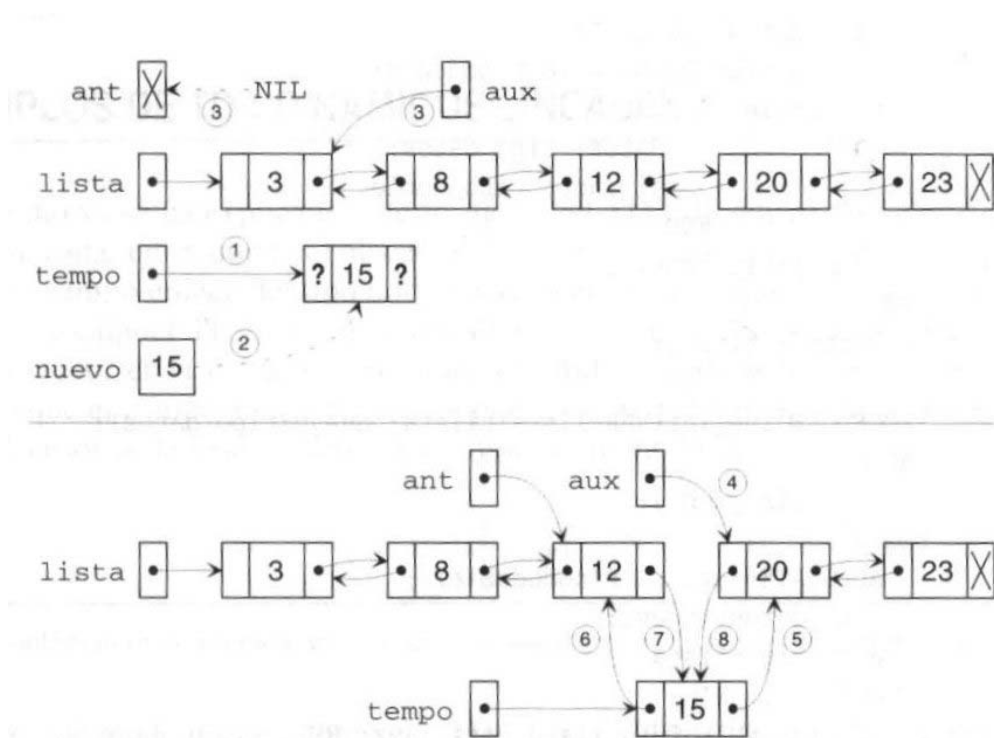 ant NIL aux
3 3
lista 3 8 12 20 23
1
tempo ? 15 ?
2
nuevo 15
ant aux 4
lista 3 8 12 20 23
6 7 8 5
tempo 15